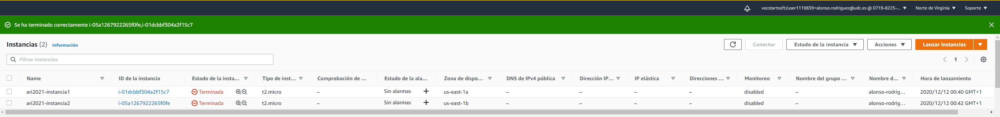 vocstartsoft/user1119839=alonso.rodriguez@udc.es @ 0719-8225-... Norte de Virginia Soporte
Se ha terminado correctamente i-05a1267922265f0fe,i-01dcbbf304a2f15c7
Instancias (2) Información Conectar Estado de la instancia Acciones Lanzar instancias
Filtrar instancias 1
Name ID de la instancia Estado de la insta... Tipo de inst... Comprobación de ... Estado de la ala... Zona de dispo... DNS de IPv4 pública Dirección IP... IP elástica Direcciones ... Monitoreo Nombre del grupo ... Nombre d... Hora de lanzamiento
ari2021-instancia1 i-01dcbbf304a2f15c7 Terminada t2.micro – Sin alarmas + us-east-1a – – – – disabled – alonso-rodrig... 2020/12/12 00:40 GMT+1
ari2021-instancia2 i-05a1267922265f0fe Terminada t2.micro – Sin alarmas + us-east-1b – – – – disabled – alonso-rodrig... 2020/12/12 00:42 GMT+1